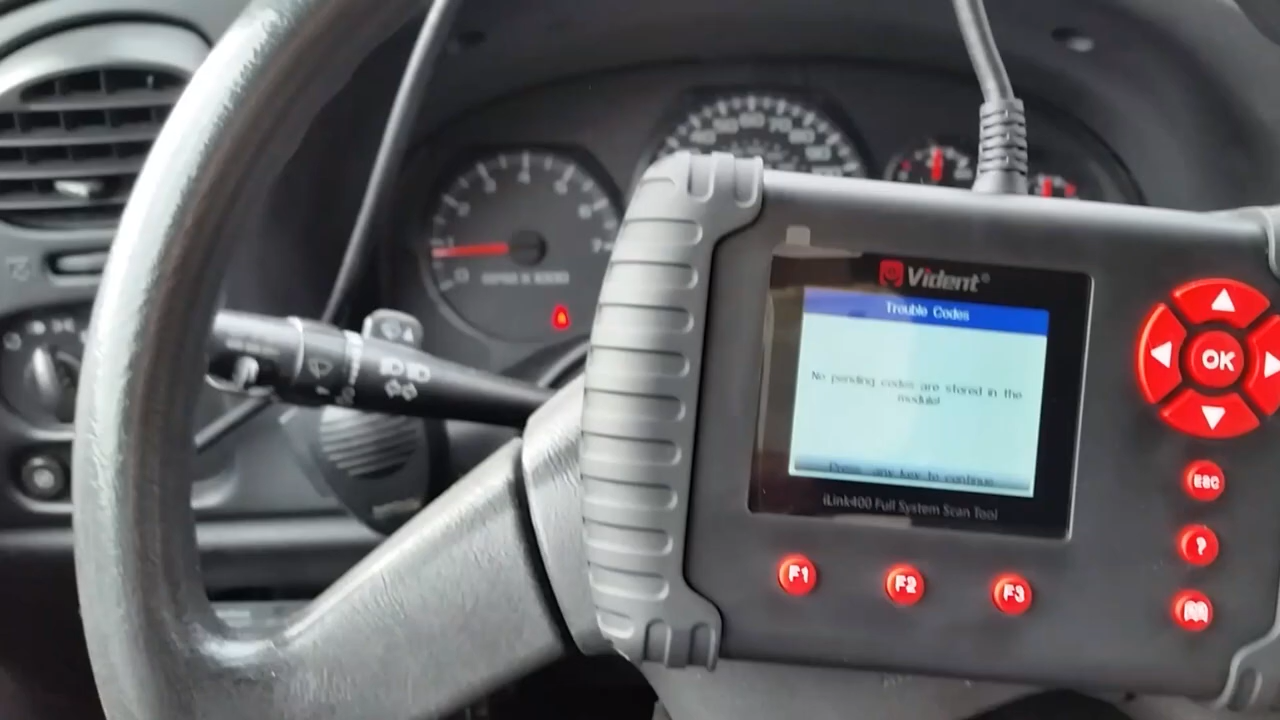 Vident®
Trouble Codes
No pending codes are stored in the
module!
Press any key to continue
iLink400 Full System Scan Tool
OK
ESC
?
F1 F2 F3